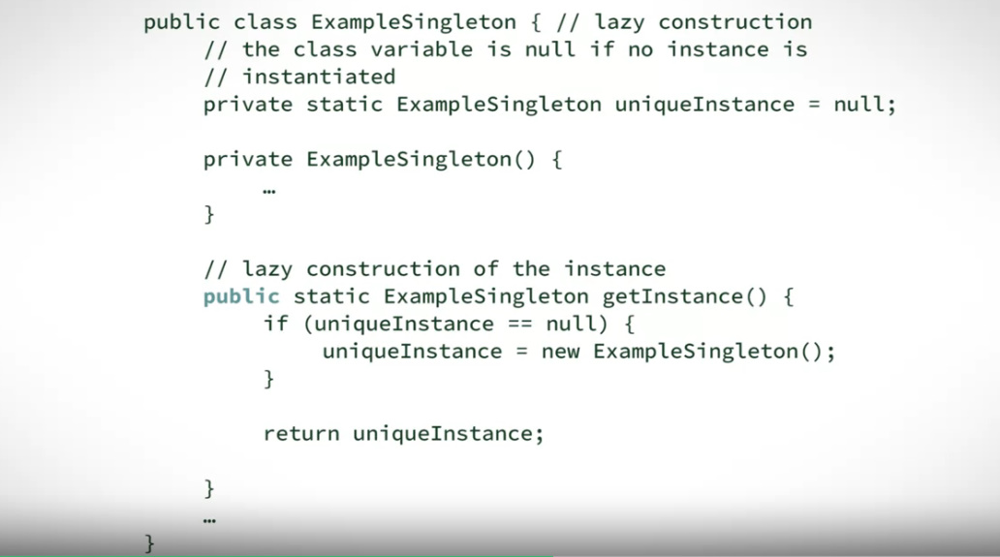 public class ExampleSingleton { // lazy construction
// the class variable is null if no instance is
// instantiated
private static ExampleSingleton uniqueInstance = null;
private ExampleSingleton() {
…
}
// lazy construction of the instance
public static ExampleSingleton getInstance() {
if (uniqueInstance == null) {
uniqueInstance = new ExampleSingleton();
}
return uniqueInstance;
}
…
}